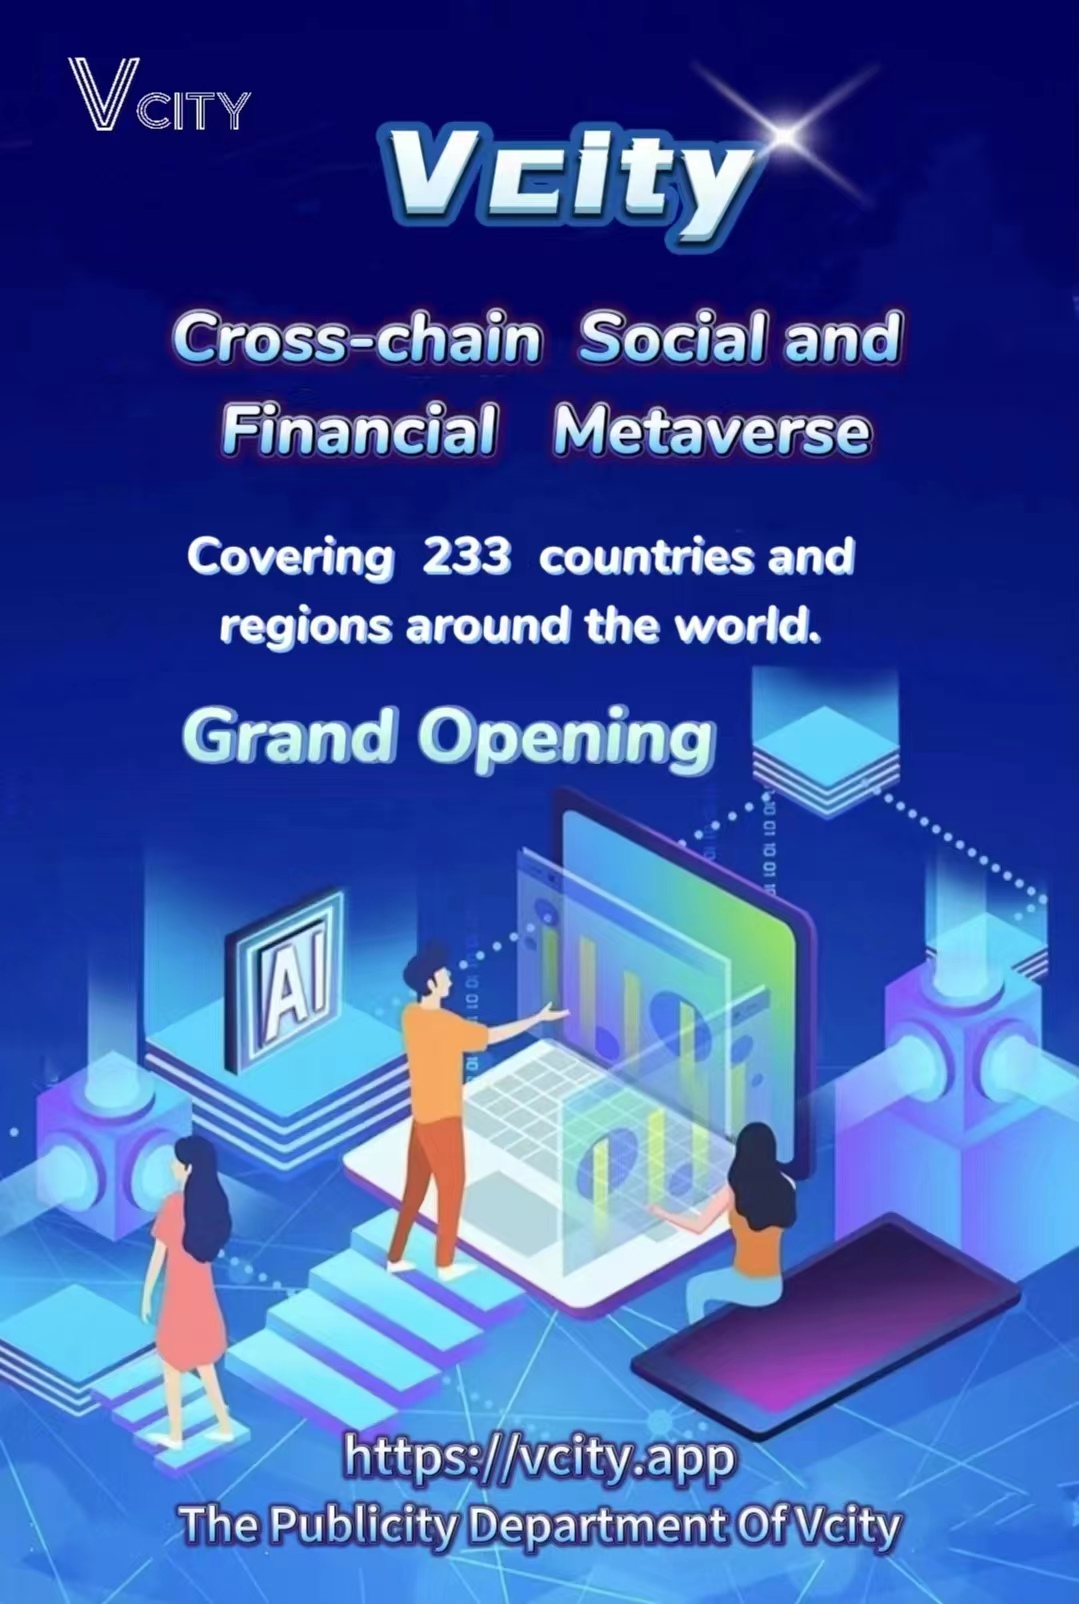 VCITY
Vcity
Cross-chain Social and
Financial Metaverse
Covering 233 countries and
regions around the world.
Grand Opening
AI
https://vcity.app
The Publicity Department Of Vcity